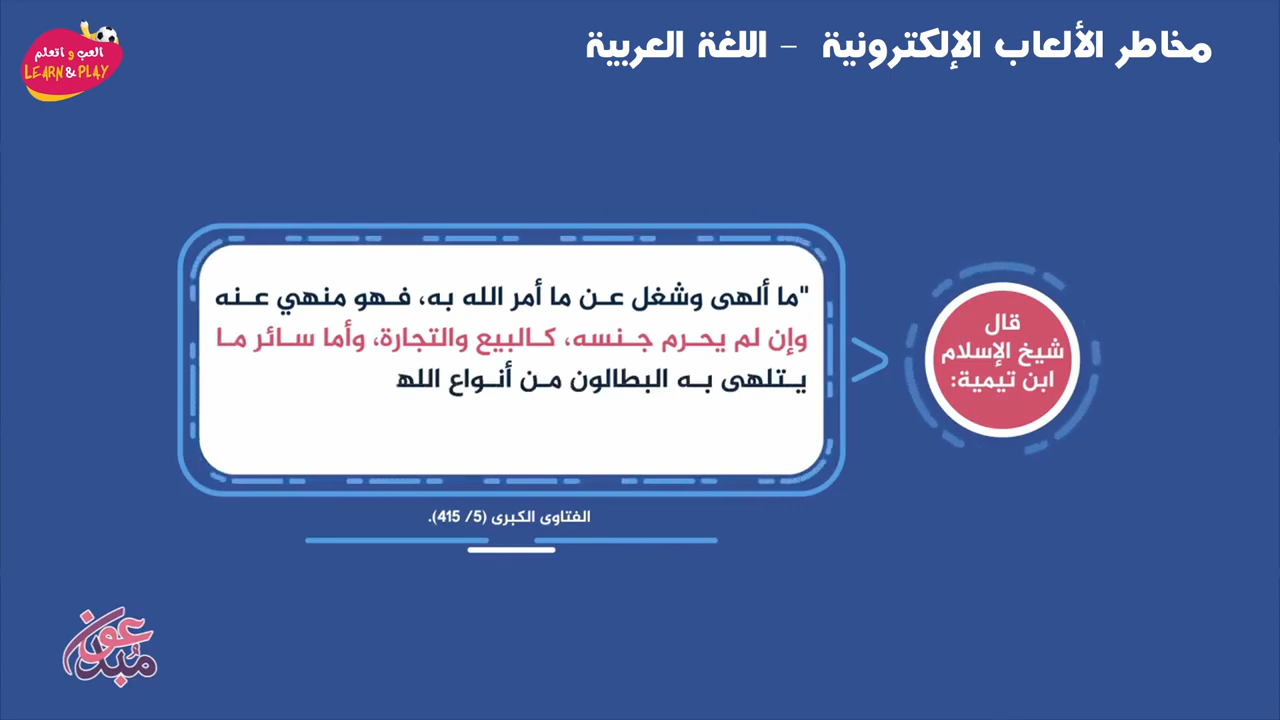 مخاطر الألعاب الإلكترونية – اللغة العربية
العب و اتعلم
LEARN & PLAY
قال
شيخ الإسلام
ابن تيمية:
"ما ألهى وشغل عن ما أمر الله به، فهو منهي عنه
وإن لم يحرم جنسه، كالبيع والتجارة، وأما سائر ما
يتلهى به البطالون من أنواع الله
الفتاوى الكبرى (5/ 415).
مُبدعون